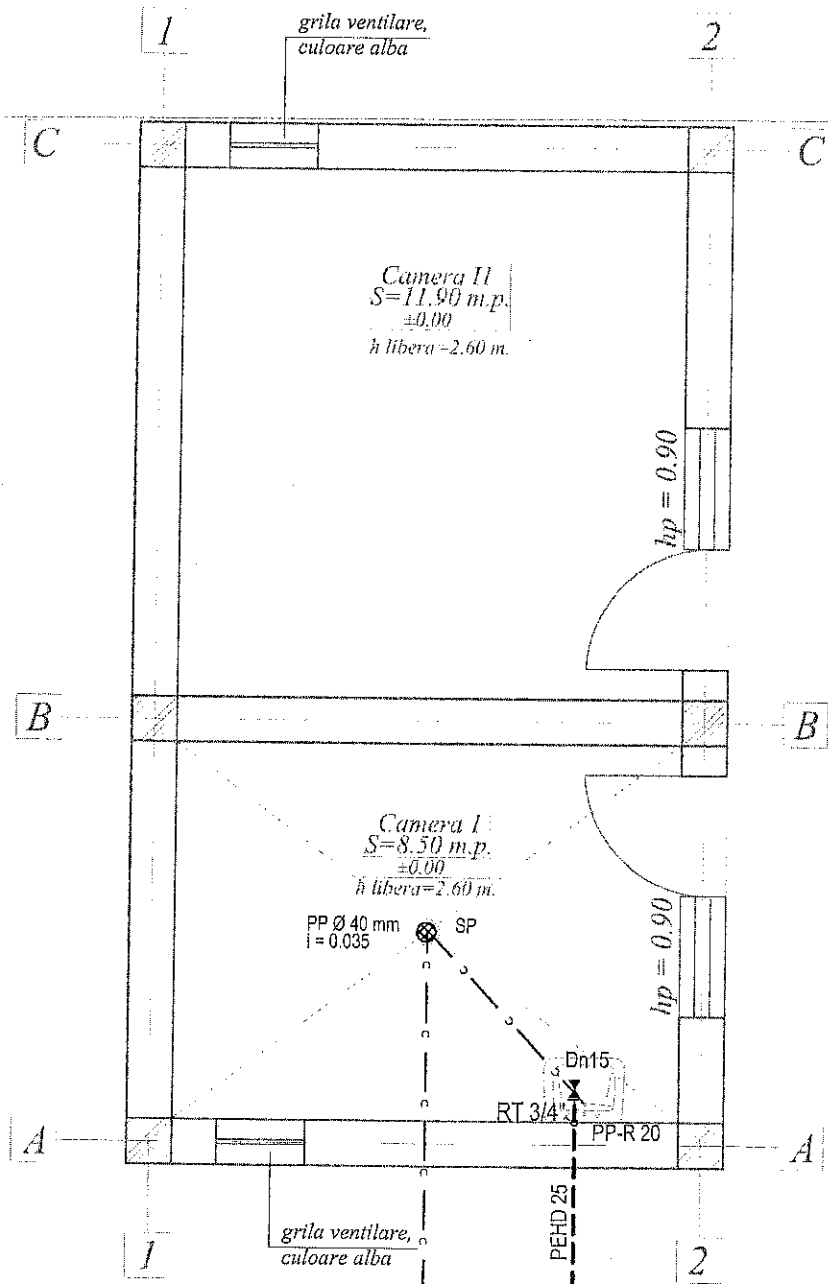 1
grila ventilare,
culoare alba
2
C
C
Camera II
S=11.90 m.p.
±0.00
h libera=2.60 m.
hp = 0.90
B
B
Camera I
S=8.50 m.p.
±0.00
h libera=2.60 m.
PP Ø 40 mm
i = 0.035
SP
hp = 0.90
Dn15
RT 3/4"
PP-R 20
A
A
PEHD 25
1
grila ventilare,
culoare alba
2